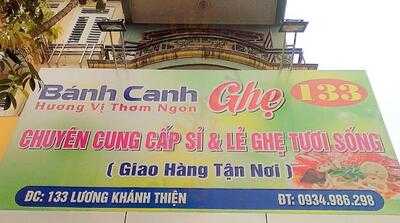 Bánh Canh Ghẹ 133
Hương Vị Thơm Ngon
CHUYÊN CUNG CẤP SỈ & LẺ GHẸ TƯƠI SỐNG
( Giao Hàng Tận Nơi )
ĐC: 133 LƯƠNG KHÁNH THIỆN ĐT: 0934.986.298